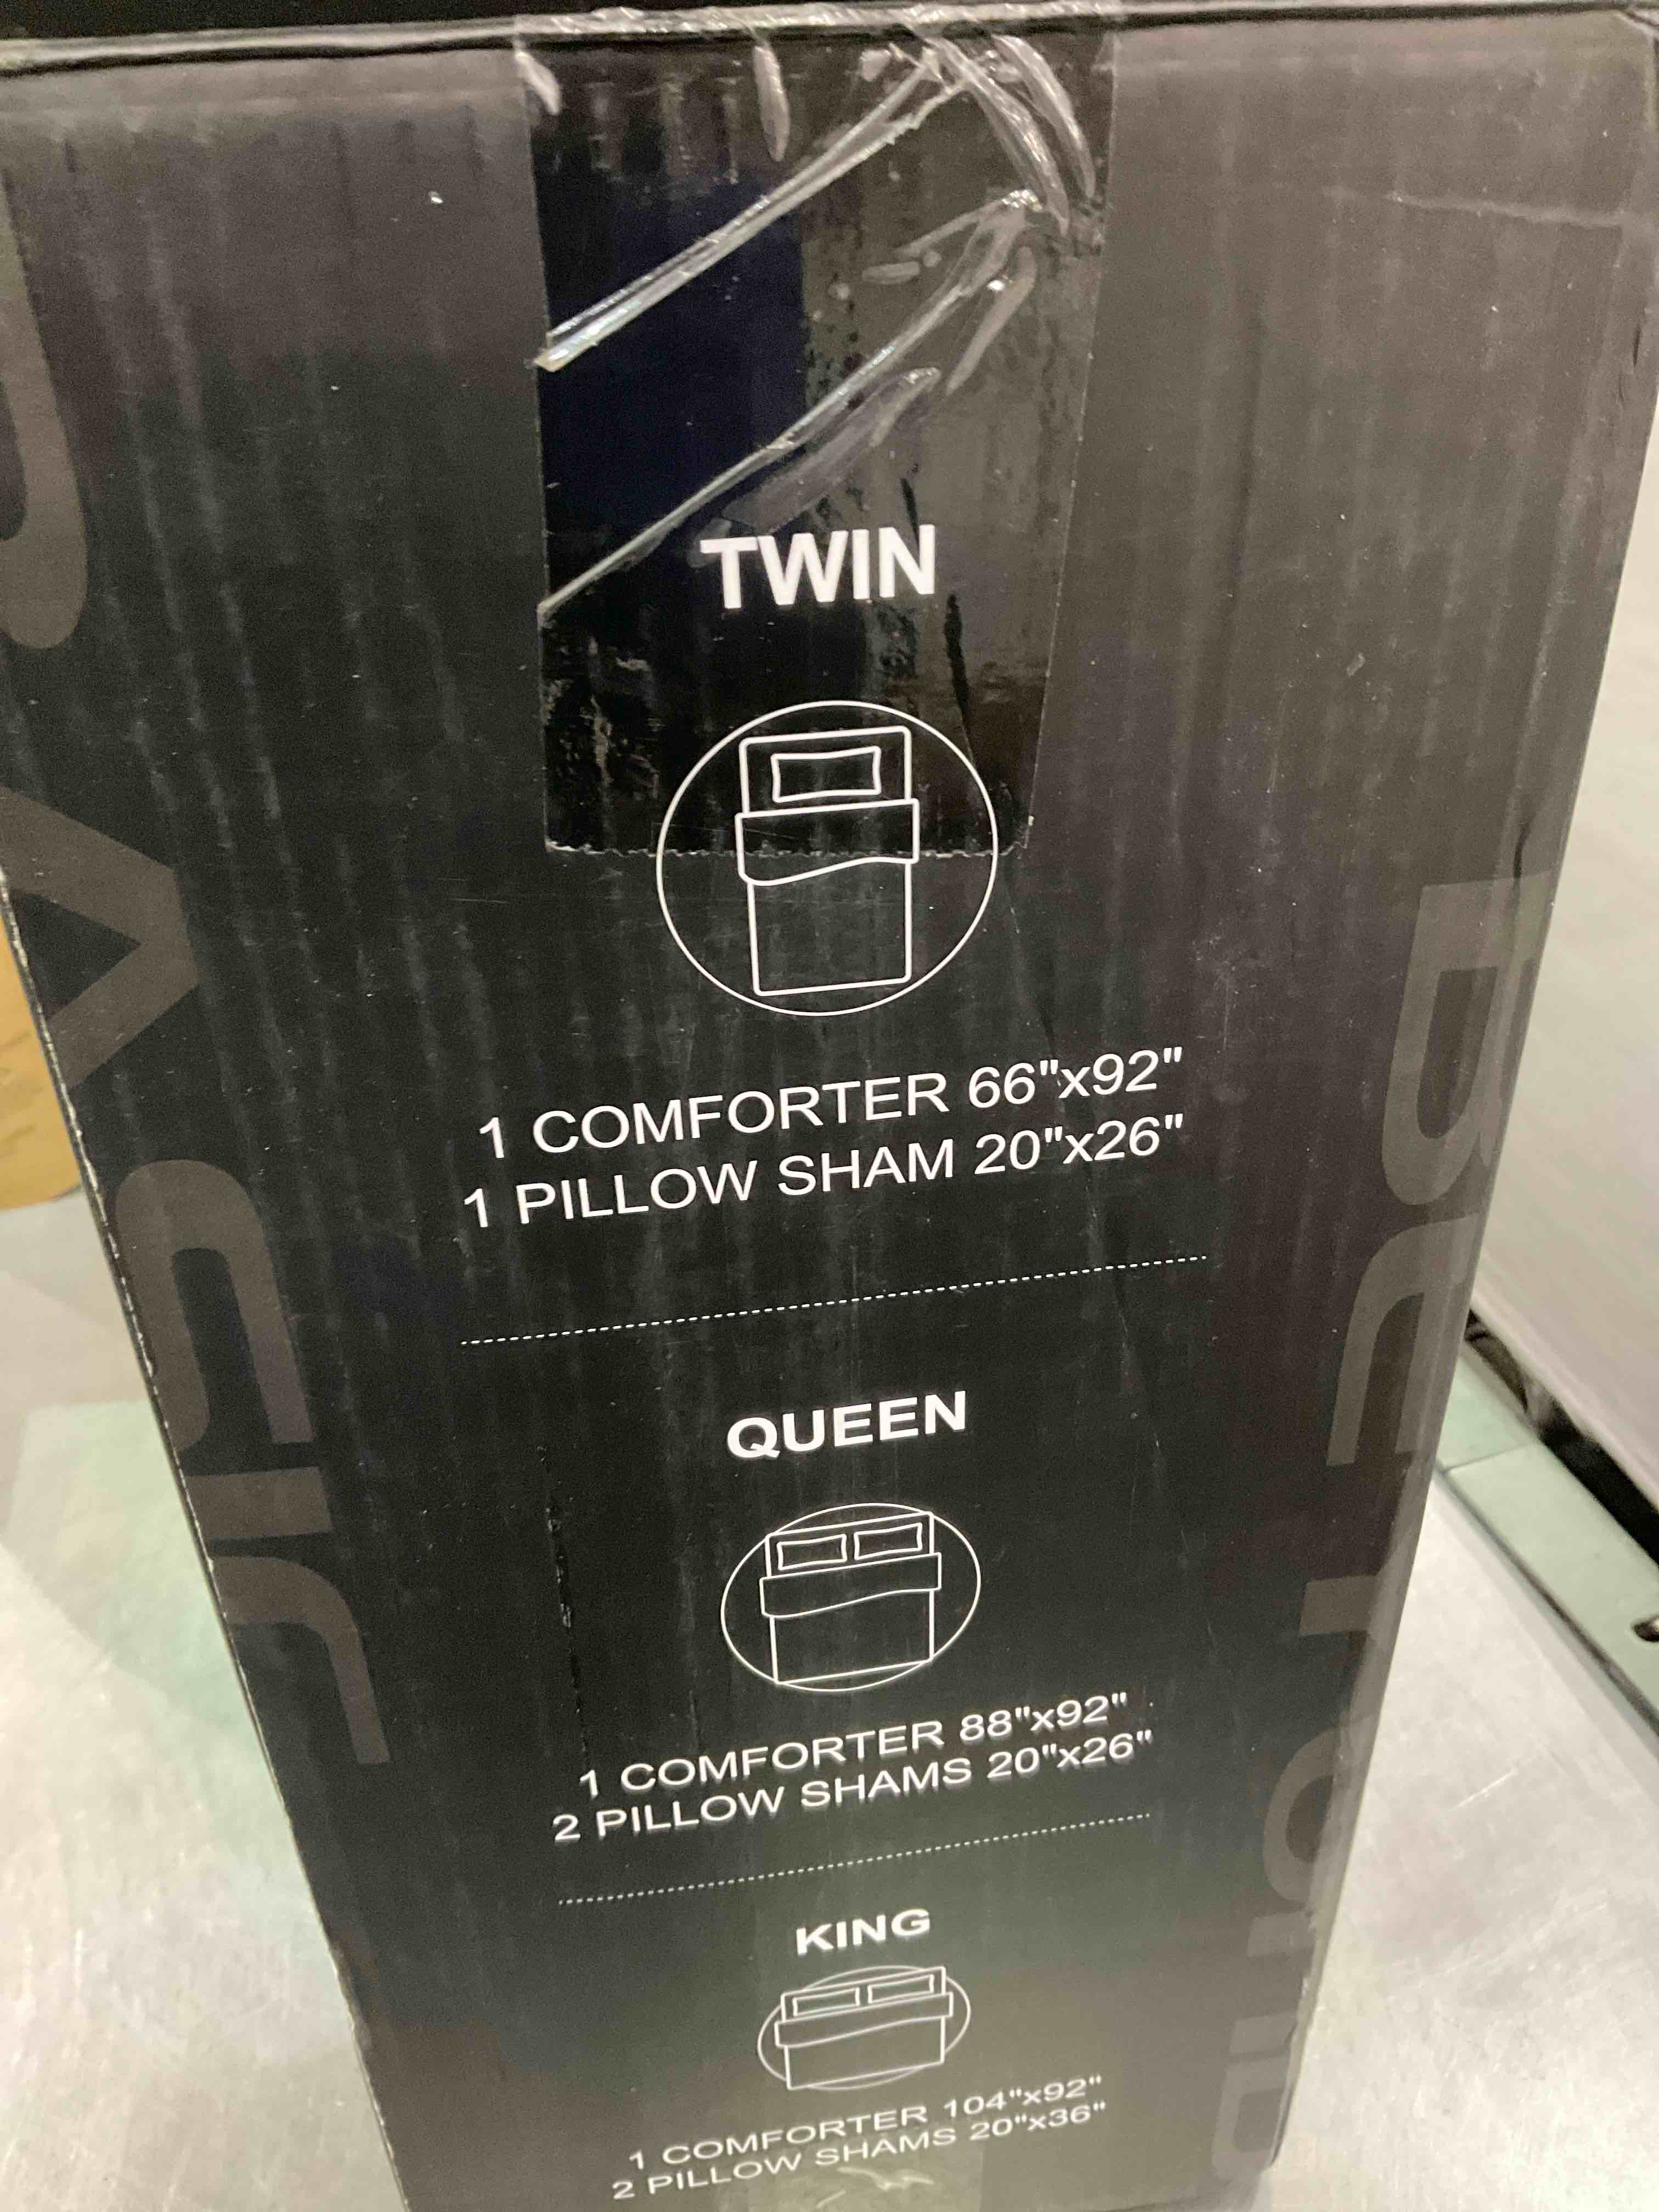 TWIN
1 COMFORTER 66"x92"
1 PILLOW SHAM 20"x26"
QUEEN
1 COMFORTER 88"x92"
2 PILLOW SHAMS 20"x26"
KING
1 COMFORTER 104"x92"
2 PILLOW SHAMS 20"x36"